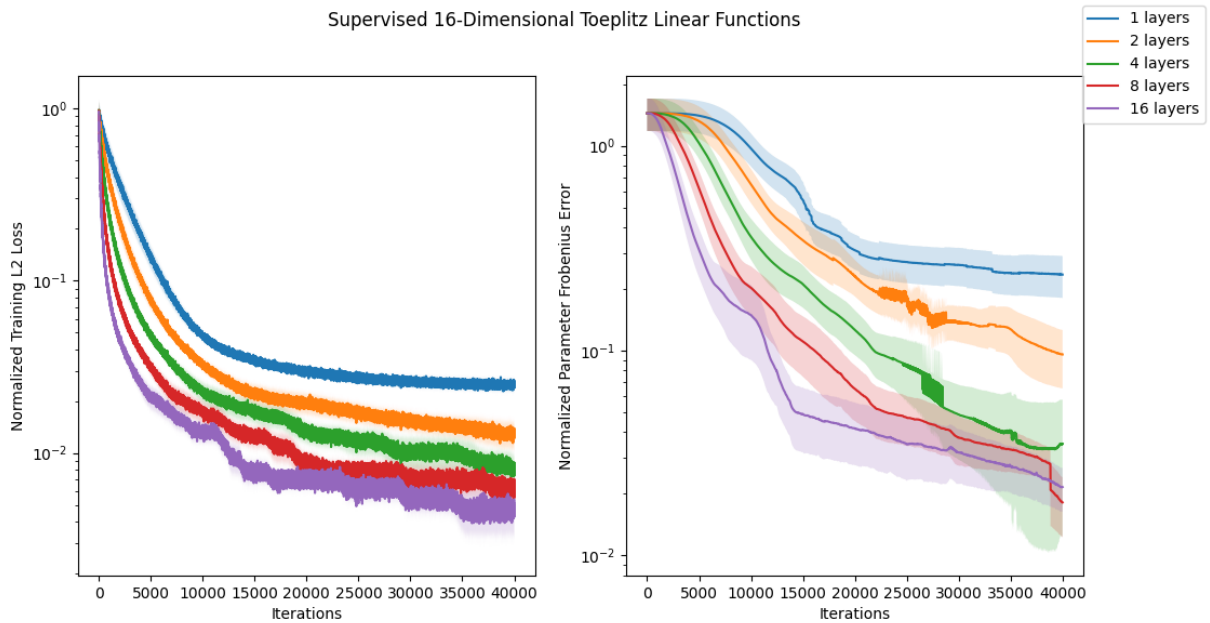 Supervised 16-Dimensional Toeplitz Linear Functions
1 layers
2 layers
4 layers
8 layers
16 layers
Normalized Training L2 Loss
10⁰
10⁻¹
10⁻²
0 5000 10000 15000 20000 25000 30000 35000 40000
Iterations
Normalized Parameter Frobenius Error
10⁰
10⁻¹
10⁻²
0 5000 10000 15000 20000 25000 30000 35000 40000
Iterations